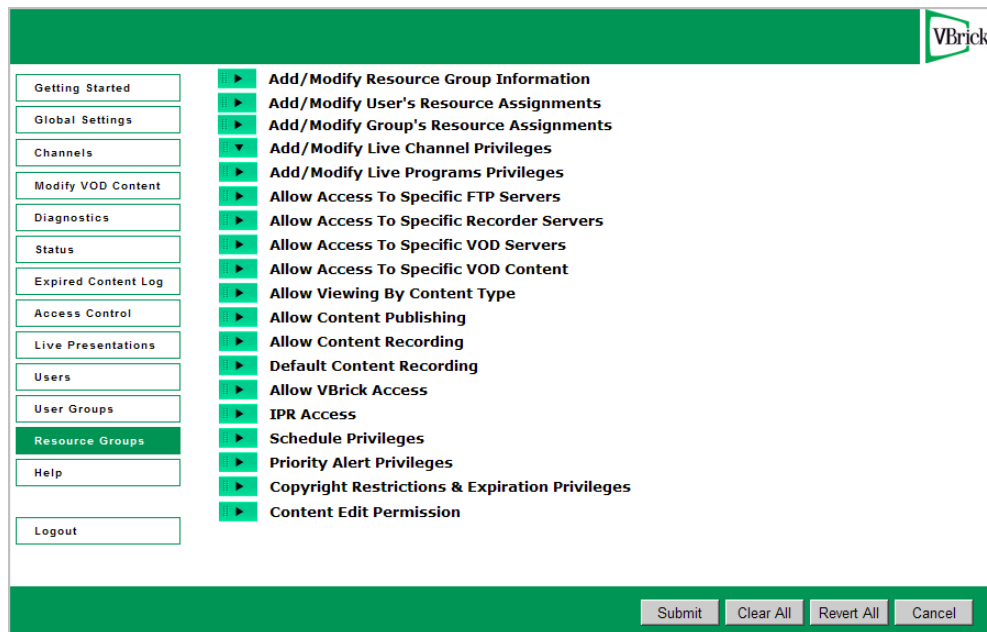 VBrick
Getting Started
Global Settings
Channels
Modify VOD Content
Diagnostics
Status
Expired Content Log
Access Control
Live Presentations
Users
User Groups
Resource Groups
Help
Logout
Add/Modify Resource Group Information
Add/Modify User's Resource Assignments
Add/Modify Group's Resource Assignments
Add/Modify Live Channel Privileges
Add/Modify Live Programs Privileges
Allow Access To Specific FTP Servers
Allow Access To Specific Recorder Servers
Allow Access To Specific VOD Servers
Allow Access To Specific VOD Content
Allow Viewing By Content Type
Allow Content Publishing
Allow Content Recording
Default Content Recording
Allow VBrick Access
IPR Access
Schedule Privileges
Priority Alert Privileges
Copyright Restrictions & Expiration Privileges
Content Edit Permission
Submit
Clear All
Revert All
Cancel